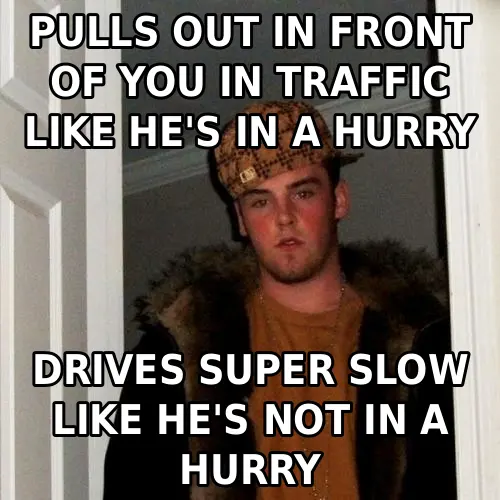 PULLS OUT IN FRONT
OF YOU IN TRAFFIC
LIKE HE'S IN A HURRY
DRIVES SUPER SLOW
LIKE HE'S NOT IN A
HURRY